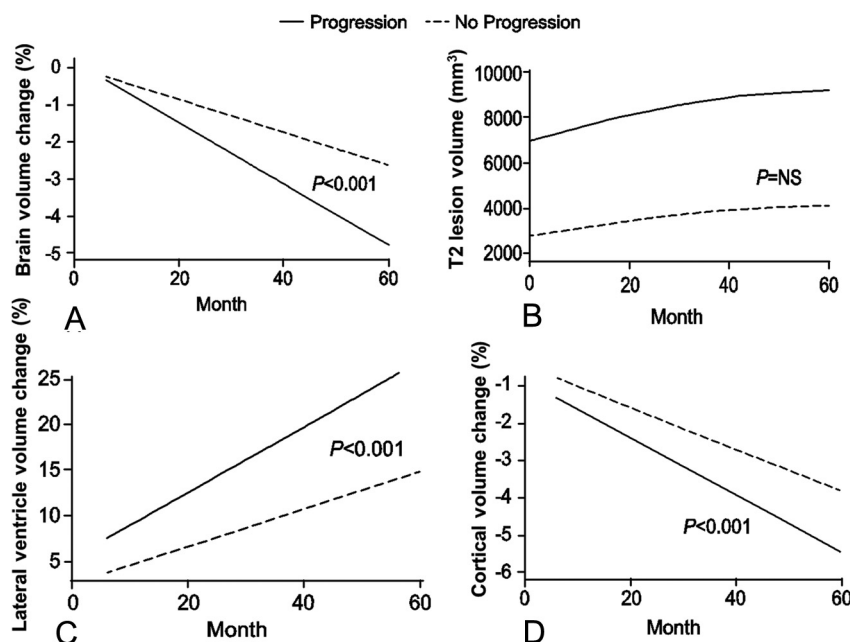 Progression
No Progression
Brain volume change (%)
0
-1
-2
-3
-4
-5
P<0.001
0
20
40
60
Month
A
T2 lesion volume (mm³)
10000
8000
6000
4000
2000
P=NS
0
20
40
60
Month
B
Lateral ventricle volume change (%)
25
20
15
10
5
P<0.001
0
20
40
60
Month
C
Cortical volume change (%)
-1
-2
-3
-4
-5
-6
P<0.001
0
20
40
60
Month
D